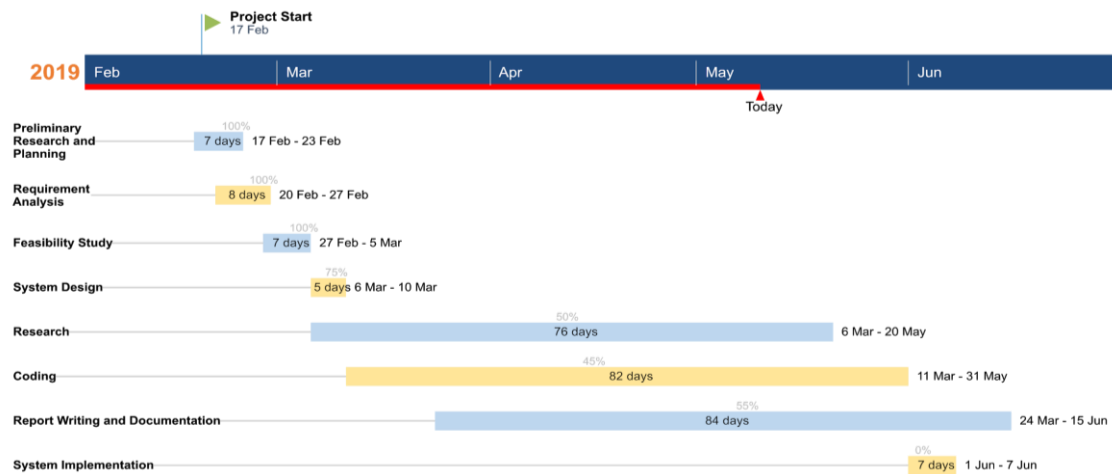 Project Start
17 Feb
2019 Feb Mar Apr May Jun
Today
Preliminary
Research and
Planning
100%
7 days 17 Feb - 23 Feb
Requirement
Analysis
100%
8 days 20 Feb - 27 Feb
Feasibility Study
100%
7 days 27 Feb - 5 Mar
System Design
75%
5 days 6 Mar - 10 Mar
Research
50%
76 days 6 Mar - 20 May
Coding
45%
82 days 11 Mar - 31 May
Report Writing and Documentation
55%
84 days 24 Mar - 15 Jun
System Implementation
0%
7 days 1 Jun - 7 Jun